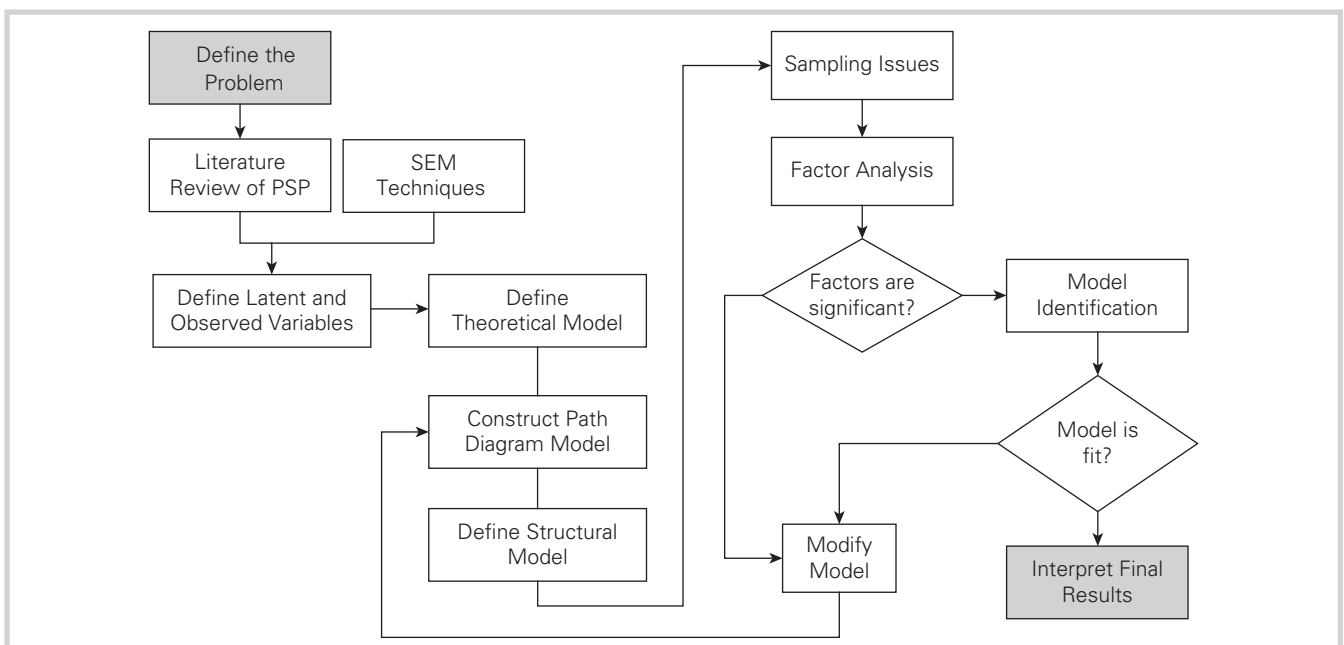 Define the
Problem
Literature
Review of PSP
SEM
Techniques
Define Latent and
Observed Variables
Define
Theoretical Model
Construct Path
Diagram Model
Define Structural
Model
Sampling Issues
Factor Analysis
Factors are
significant?
Model
Identification
Model is
fit?
Modify
Model
Interpret Final
Results